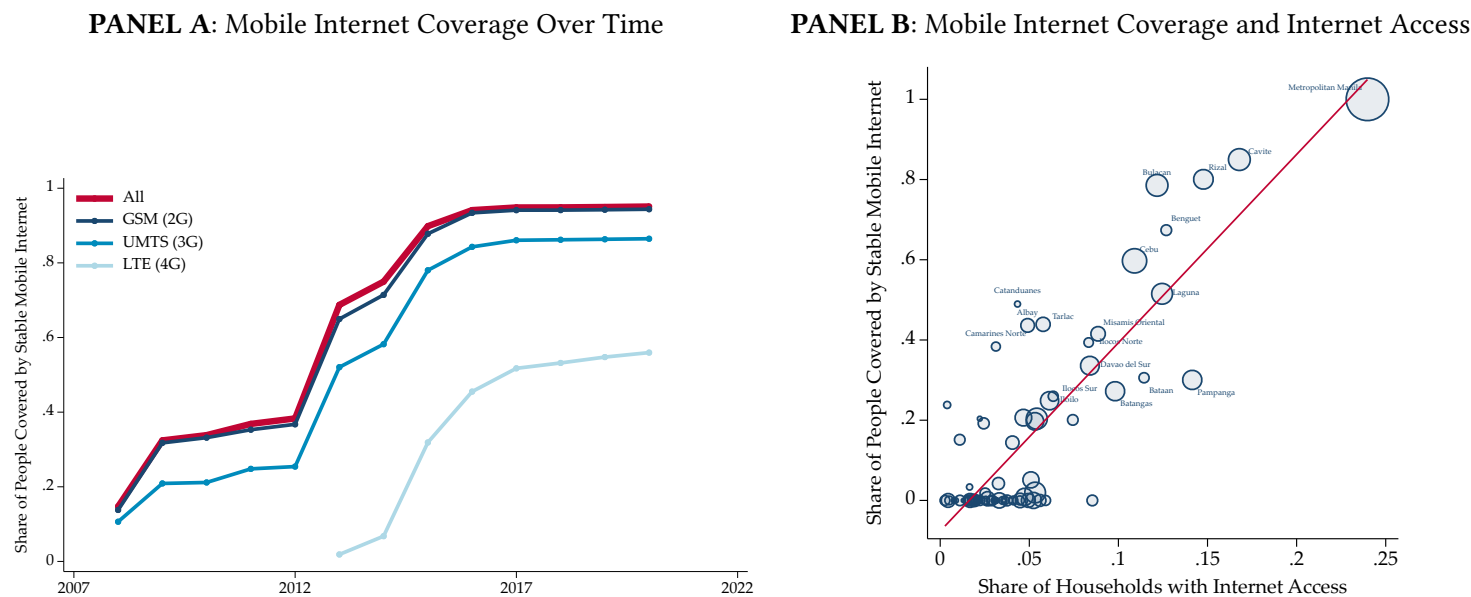 PANEL A: Mobile Internet Coverage Over Time
Share of People Covered by Stable Mobile Internet
1
.8
.6
.4
.2
0
All
GSM (2G)
UMTS (3G)
LTE (4G)
2007
2012
2017
2022
PANEL B: Mobile Internet Coverage and Internet Access
Share of People Covered by Stable Mobile Internet
1
.8
.6
.4
.2
0
Metropolitan Manila
Cavite
Rizal
Bulacan
Benguet
Cebu
Laguna
Catanduanes
Albay
Tarlac
Misamis Oriental
Camarines Norte
Ilocos Norte
Davao del Sur
Ilocos Sur
Iloilo
Bataan
Batangas
Pampanga
0
.05
.1
.15
.2
.25
Share of Households with Internet Access